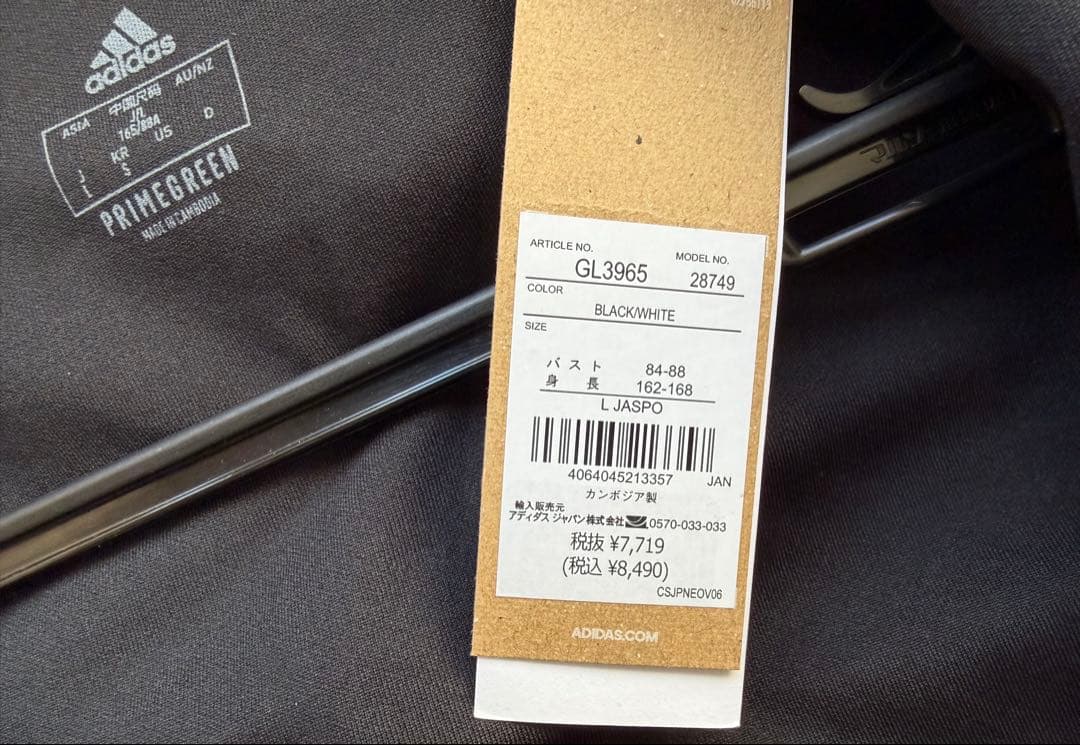 adidas
ASIA 中国尺码 AU/NZ
J/L JP/L 165/88A
KR S US D
PRIMEGREEN
MADE IN CAMBODIA
ARTICLE NO. MODEL NO.
GL3965 28749
COLOR
BLACK/WHITE
SIZE
バスト 84-88
身長 162-168
L JASPO
4064045213357 JAN
カンボジア製
輸入販売元
アディダス ジャパン株式会社 0570-033-033
税抜 ¥7,719
(税込 ¥8,490)
CSJPNEOV06
ADIDAS.COM